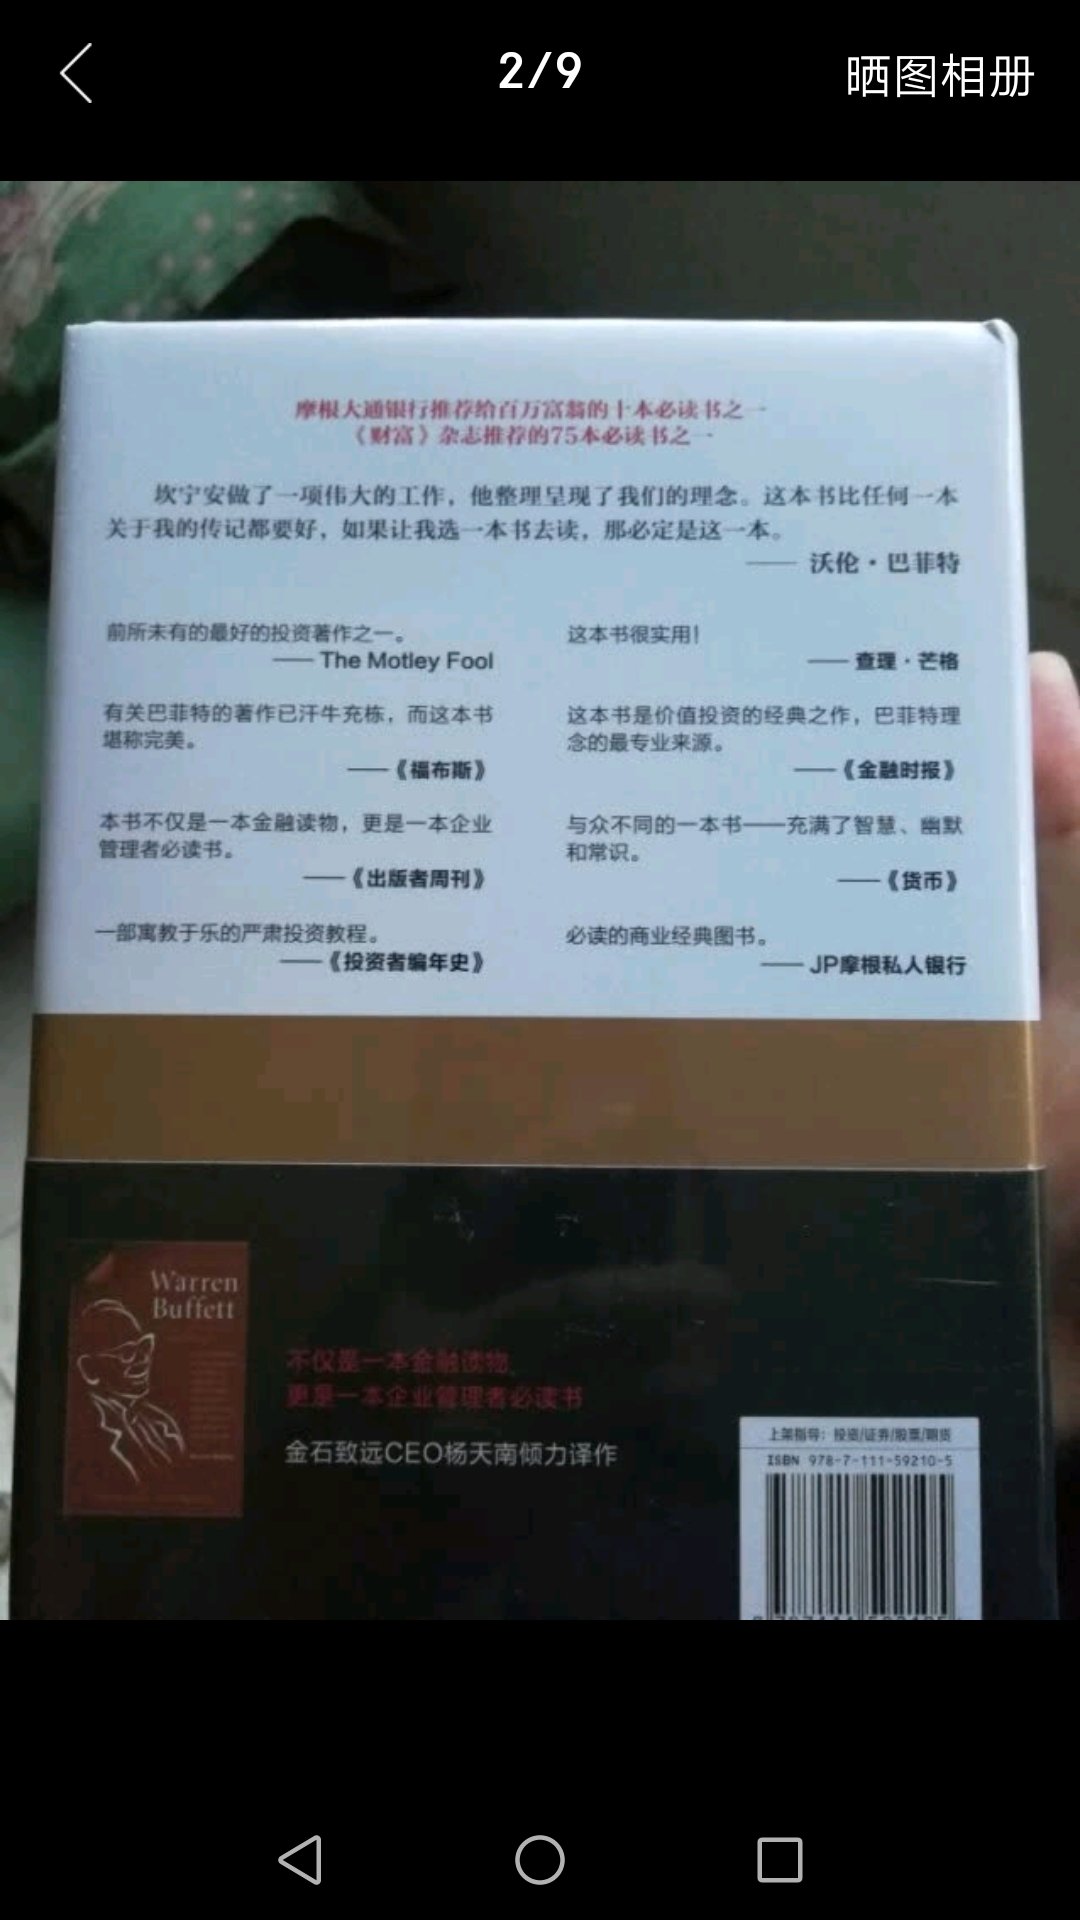 2/9
晒图相册
摩根大通银行推荐给百万富翁的十本必读书之一
《财富》杂志推荐的75本必读书之一
坎宁安做了一项伟大的工作，他整理呈现了我们的理念。这本书比任何一本
关于我的传记都要好，如果让我选一本书去读，那必定是这一本。
—— 沃伦·巴菲特
前所未有的最好的投资著作之一。
—— The Motley Fool
这本书很实用！
—— 查理·芒格
有关巴菲特的著作已汗牛充栋，而这本书
堪称完美。
——《福布斯》
这本书是价值投资的经典之作，巴菲特理
念的最专业来源。
——《金融时报》
本书不仅是一本金融读物，更是一本企业
管理者必读书。
——《出版者周刊》
与众不同的一本书——充满了智慧、幽默
和常识。
——《货币》
一部寓教于乐的严肃投资教程。
——《投资者编年史》
必读的商业经典图书。
—— JP摩根私人银行
Warren
Buffett
不仅是一本金融读物，
更是一本企业管理者必读书
金石致远CEO杨天南倾力译作
上架指导：投资/证券/股票/期货
ISBN 978-7-111-59210-5